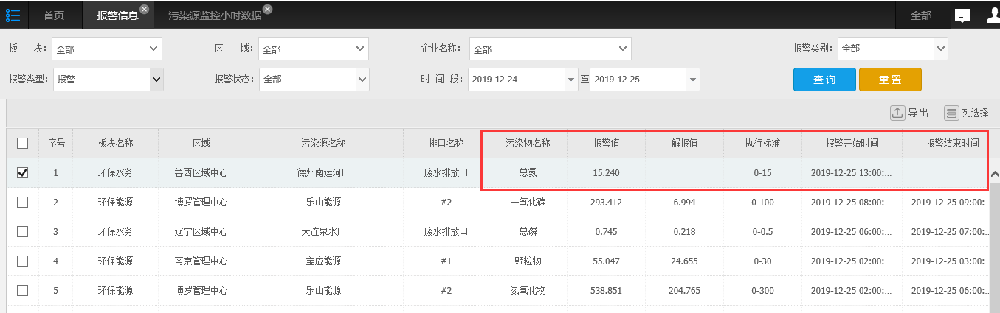 首页 报警信息 污染源监控小时数据 全部
板 块: 全部 区 域: 全部 企业名称: 全部 报警类别: 全部
报警类型: 报警 报警状态: 全部 时 间 段: 2019-12-24 至 2019-12-25 查 询 重 置
导出 列选择
序号 板块名称 区域 污染源名称 排口名称 污染物名称 报警值 解报值 执行标准 报警开始时间 报警结束时间
1 环保水务 鲁西区域中心 德州南运河厂 废水排放口 总氮 15.240 0-15 2019-12-25 13:00:...
2 环保能源 博罗管理中心 乐山能源 #2 一氧化碳 293.412 6.994 0-100 2019-12-25 08:00:... 2019-12-25 09:00:...
3 环保水务 辽宁区域中心 大连泉水厂 废水排放口 总磷 0.745 0.218 0-0.5 2019-12-25 06:00:... 2019-12-25 07:00:...
4 环保能源 南京管理中心 宝应能源 #1 颗粒物 55.047 24.655 0-30 2019-12-25 02:00:... 2019-12-25 03:00:...
5 环保能源 博罗管理中心 乐山能源 #2 氮氧化物 538.851 204.765 0-300 2019-12-25 02:00:... 2019-12-25 06:00:...